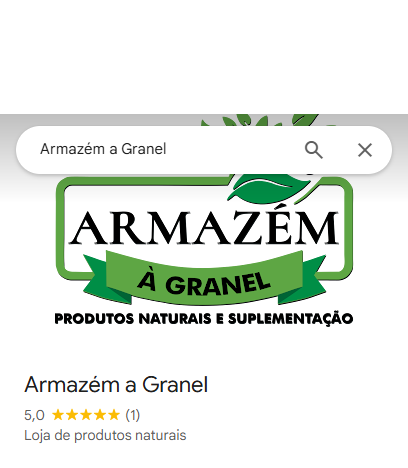 Armazém a Granel
ARMAZÉM
À GRANEL
PRODUTOS NATURAIS E SUPLEMENTAÇÃO
Armazém a Granel
5,0 (1)
Loja de produtos naturais